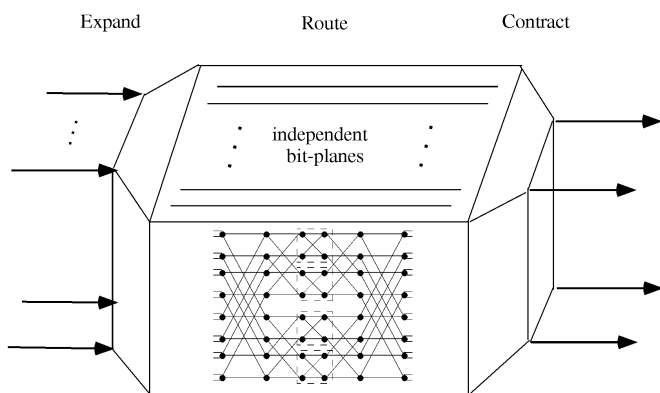 Expand
Route
Contract
independent
bit-planes